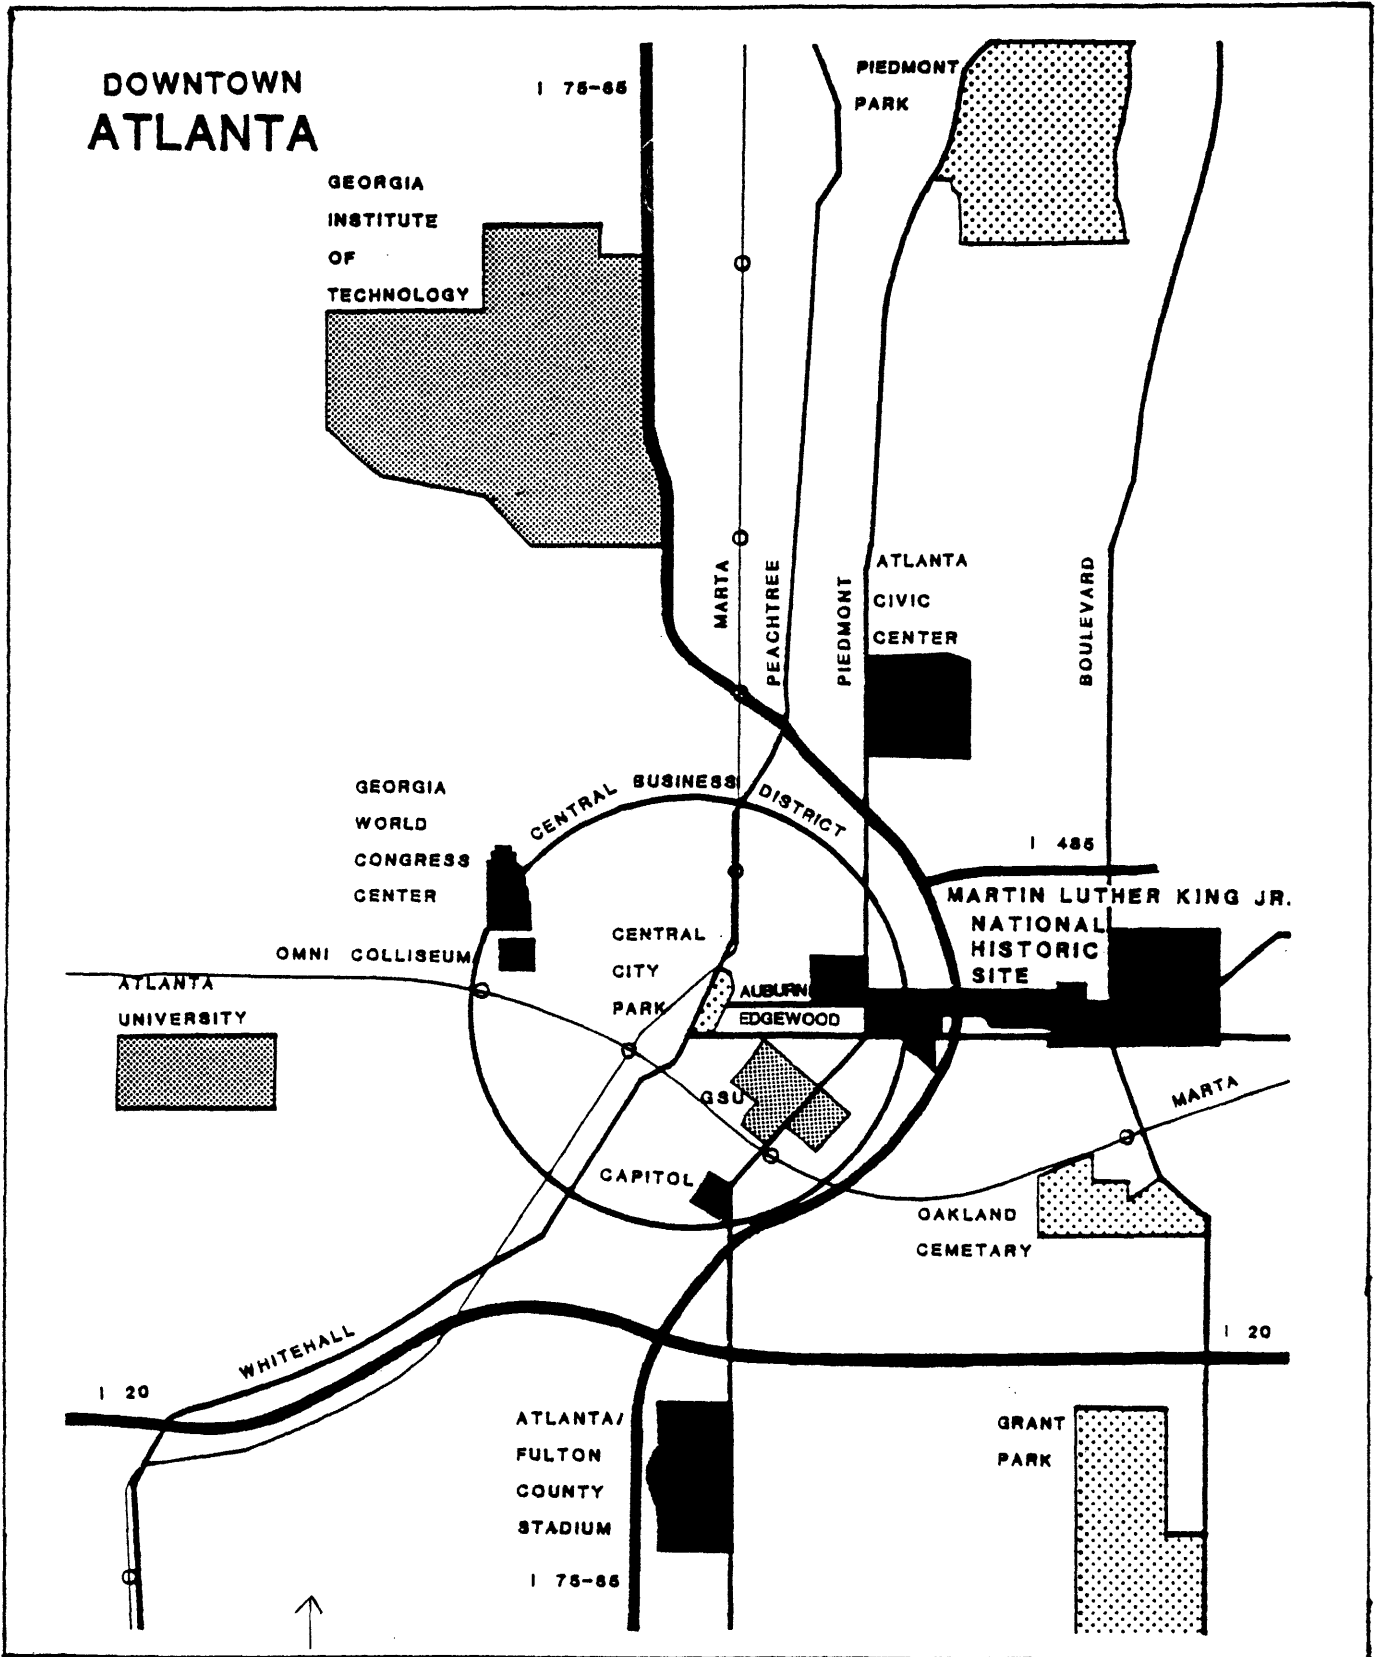 DOWNTOWN
ATLANTA
I 75-85
PIEDMONT
PARK
GEORGIA
INSTITUTE
OF
TECHNOLOGY
MARTA
PEACHTREE
PIEDMONT
ATLANTA
CIVIC
CENTER
BOULEVARD
GEORGIA
WORLD
CONGRESS
CENTER
CENTRAL BUSINESS DISTRICT
I 485
MARTIN LUTHER KING JR.
NATIONAL
HISTORIC
SITE
OMNI COLLISEUM
CENTRAL
CITY
PARK
AUBURN
EDGEWOOD
ATLANTA
UNIVERSITY
GSU
MARTA
CAPITOL
OAKLAND
CEMETARY
WHITEHALL
I 20
I 20
ATLANTA/
FULTON
COUNTY
STADIUM
I 75-85
GRANT
PARK